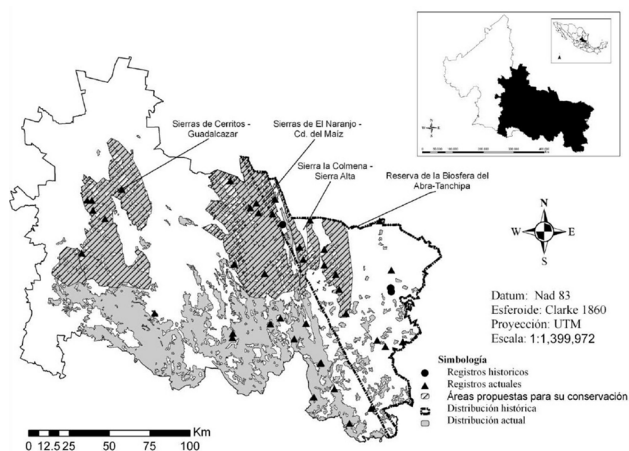 Sierras de Cerritos -
Guadalcazar
Sierras de El Naranjo -
Cd. del Maíz
Sierra la Colmena -
Sierra Alta
Reserva de la Biosfera del
Abra-Tanchipa
N
W
E
S
Datum: Nad 83
Esferoide: Clarke 1860
Proyección: UTM
Escala: 1:1,399,972
Simbología
Registros historicos
Registros actuales
Áreas propuestas para su conservación
Distribución histórica
Distribución actual
Km
0 12.5 25 50 75 100